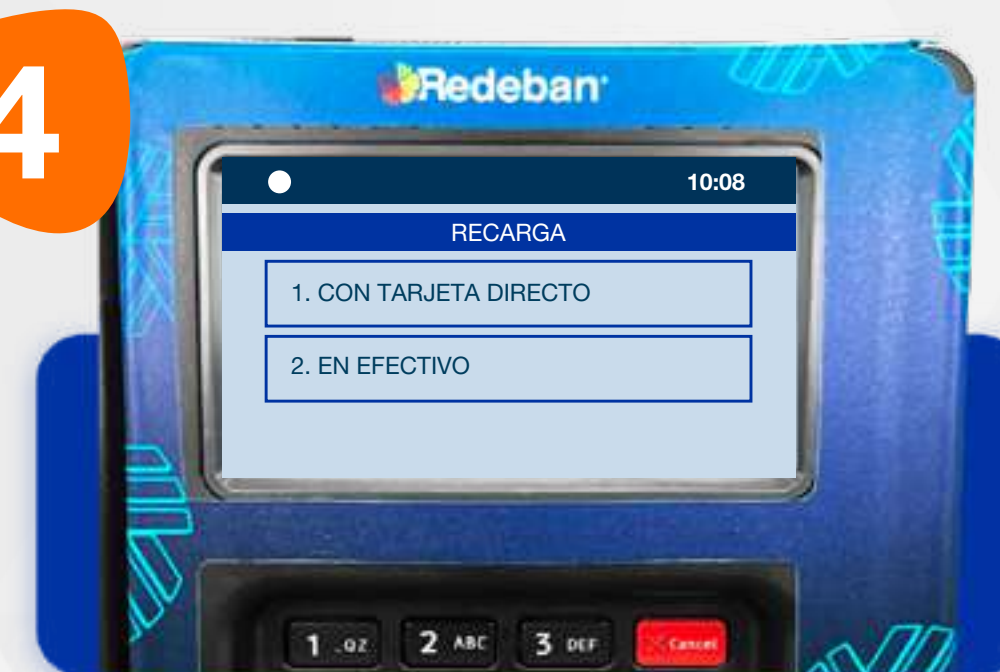 4
Redeban
10:08
RECARGA
1. CON TARJETA DIRECTO
2. EN EFECTIVO
1 .QZ 2 ABC 3 DEF Cancel